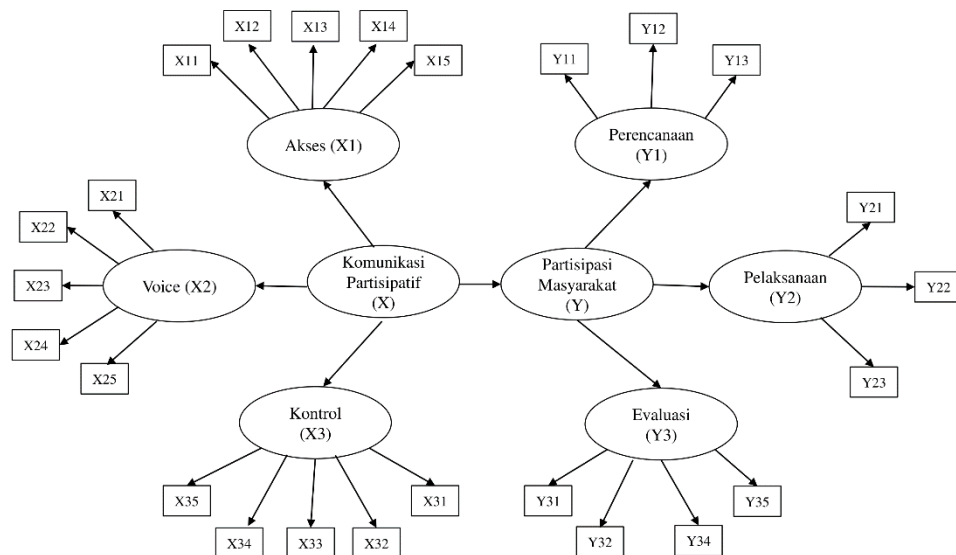 X12
X13
X14
X11
X15
Akses (X1)
Y12
Y11
Y13
Perencanaan
(Y1)
X21
X22
X23
X24
X25
Voice (X2)
Komunikasi
Partisipatif
(X)
Partisipasi
Masyarakat
(Y)
Pelaksanaan
(Y2)
Y21
Y22
Y23
Kontrol
(X3)
X35
X34
X33
X32
X31
Evaluasi
(Y3)
Y31
Y32
Y34
Y35